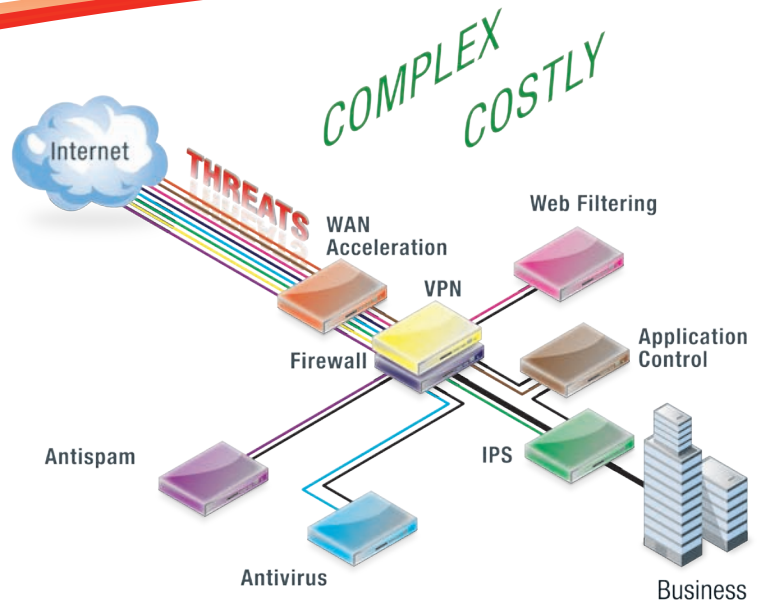 COMPLEX
COSTLY
Internet
THREATS
WAN
Acceleration
Web Filtering
VPN
Firewall
Application
Control
Antispam
IPS
Antivirus
Business